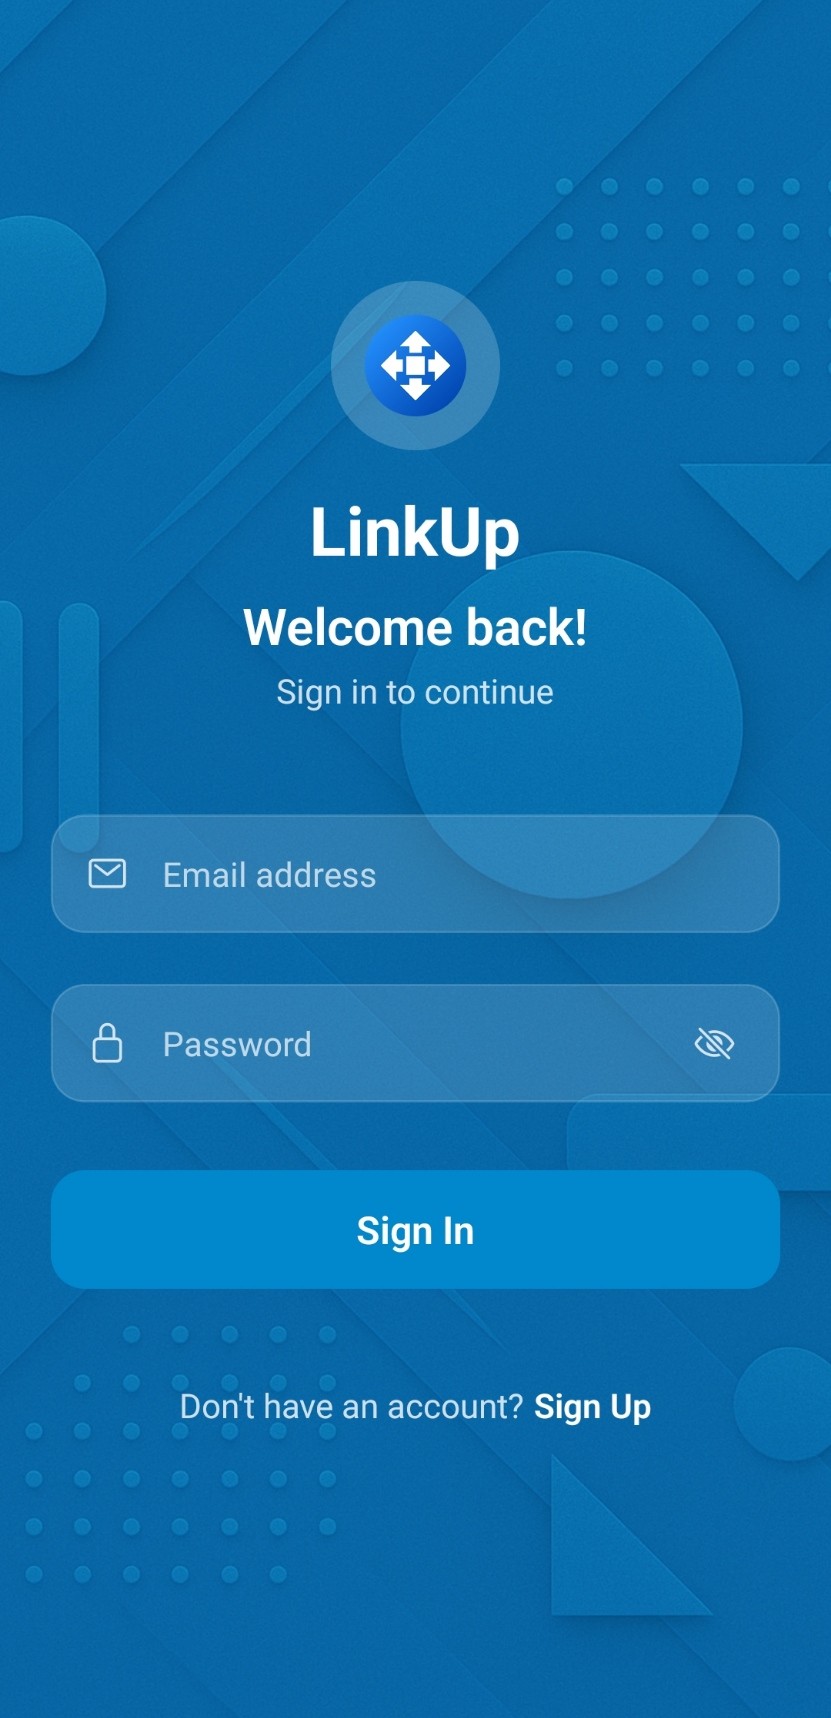 LinkUp
Welcome back!
Sign in to continue
Email address
Password
Sign In
Don't have an account? Sign Up